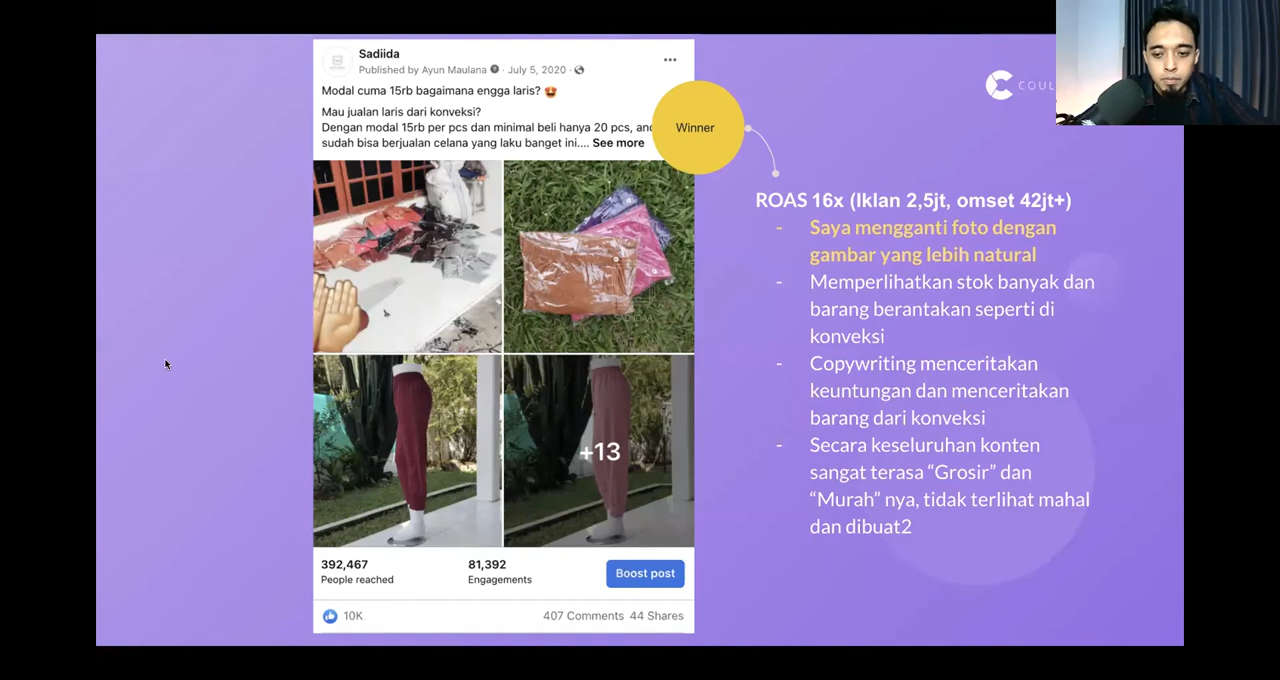 Sadiida
Published by Ayun Maulana · July 5, 2020 ·
Modal cuma 15rb bagaimana engga laris? 🤩
Mau jualan laris dari konveksi?
Dengan modal 15rb per pcs dan minimal beli hanya 20 pcs,
sudah bisa berjualan celana yang laku banget ini.... See more
Winner
+13
392,467
People reached
81,392
Engagements
Boost post
10K
407 Comments 44 Shares
ROAS 16x (Iklan 2,5jt, omset 42jt+)
- Saya mengganti foto dengan
gambar yang lebih natural
- Memperlihatkan stok banyak dan
barang berantakan seperti di
konveksi
- Copywriting menceritakan
keuntungan dan menceritakan
barang dari konveksi
- Secara keseluruhan konten
sangat terasa “Grosir” dan
“Murah” nya, tidak terlihat mahal
dan dibuat2